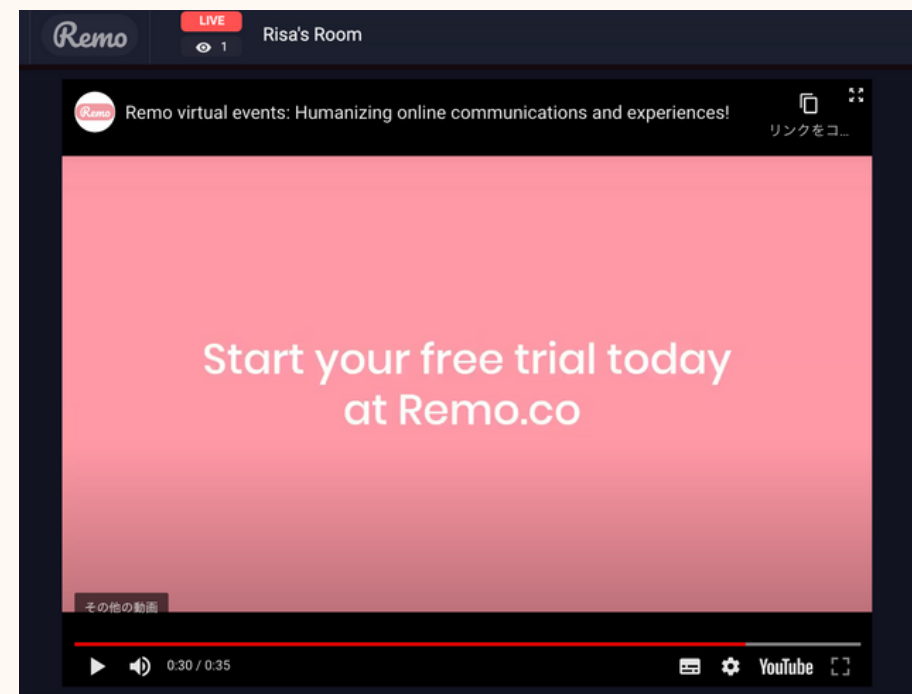 Remo
LIVE
1
Risa's Room
Remo
Remo virtual events: Humanizing online communications and experiences!
リンクをコ...
Start your free trial today
at Remo.co
その他の動画
0:30 / 0:35
YouTube